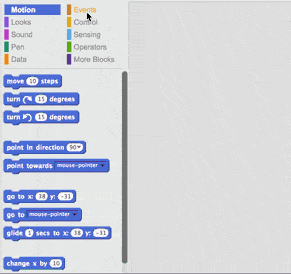 Motion Events
Looks Control
Sound Sensing
Pen Operators
Data More Blocks
move 10 steps
turn 15 degrees
turn 15 degrees
point in direction 90
point towards mouse-pointer
go to x: 38 y: -31
go to mouse-pointer
glide 1 secs to x: 38 y: -31
change x by 10